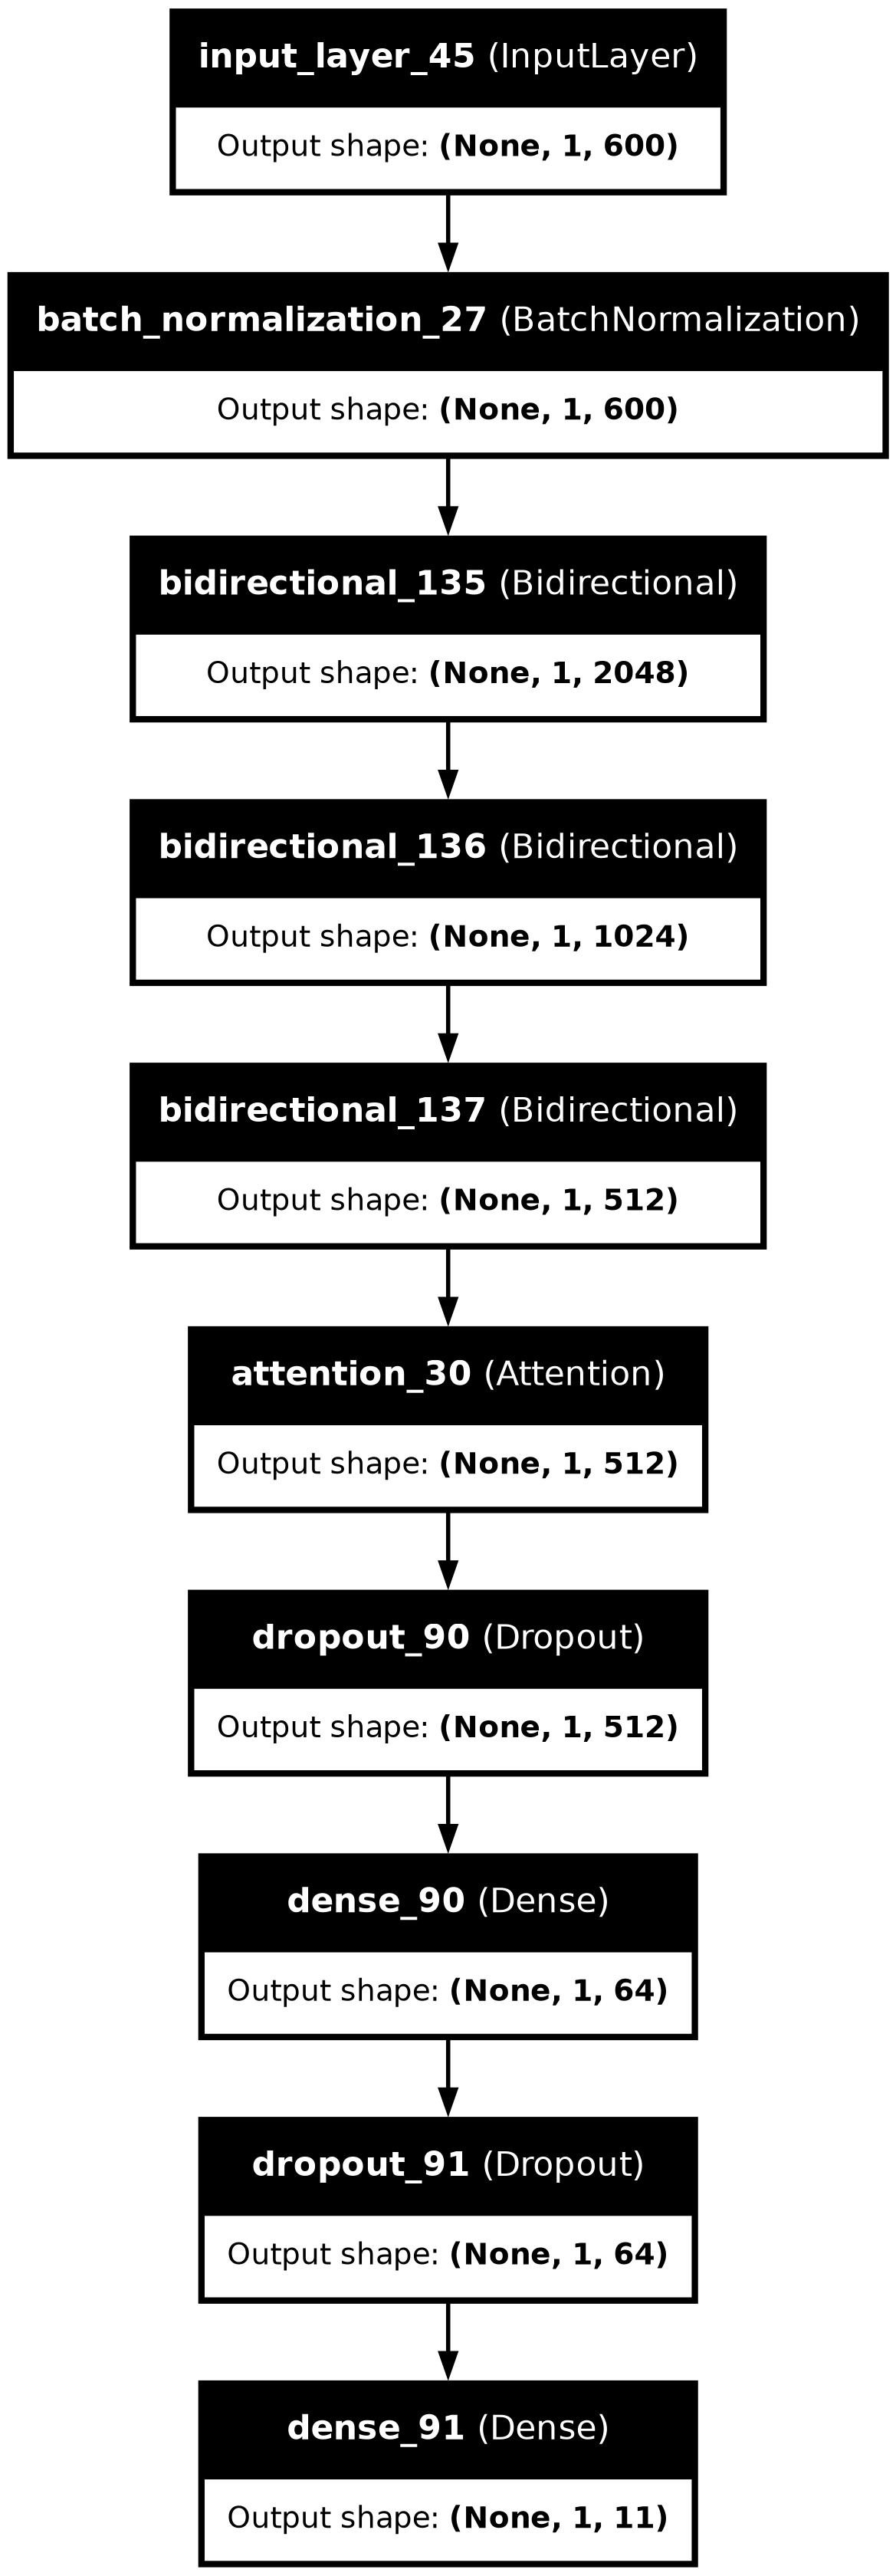 input_layer_45 (InputLayer)
Output shape: (None, 1, 600)
batch_normalization_27 (BatchNormalization)
Output shape: (None, 1, 600)
bidirectional_135 (Bidirectional)
Output shape: (None, 1, 2048)
bidirectional_136 (Bidirectional)
Output shape: (None, 1, 1024)
bidirectional_137 (Bidirectional)
Output shape: (None, 1, 512)
attention_30 (Attention)
Output shape: (None, 1, 512)
dropout_90 (Dropout)
Output shape: (None, 1, 512)
dense_90 (Dense)
Output shape: (None, 1, 64)
dropout_91 (Dropout)
Output shape: (None, 1, 64)
dense_91 (Dense)
Output shape: (None, 1, 11)